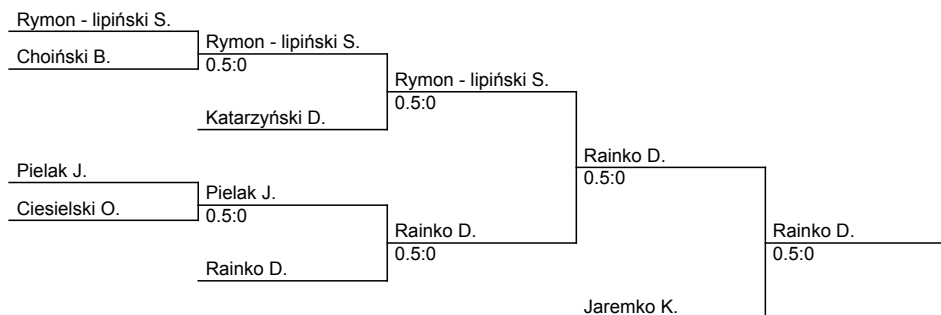 Rymon - lipiński S.
Choiński B.
Rymon - lipiński S.
0.5:0
Katarzyński D.
Rymon - lipiński S.
0.5:0
Pielak J.
Ciesielski O.
Pielak J.
0.5:0
Rainko D.
Rainko D.
0.5:0
Rainko D.
0.5:0
Jaremko K.
Rainko D.
0.5:0